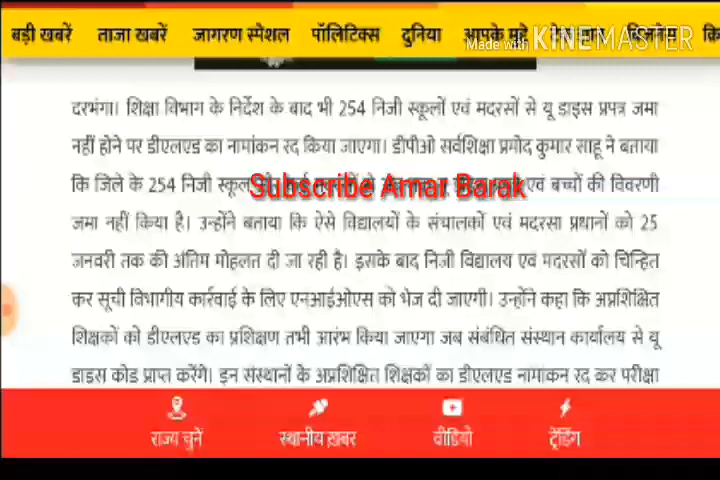 बड़ी खबरें ताजा खबरें जागरण स्पेशल पॉलिटिक्स दुनिया आपके मुद्दे बिजनेस
Made with KINEMASTER
दरभंगा। शिक्षा विभाग के निर्देश के बाद भी 254 निजी स्कूलों एवं मदरसों से यू डाइस प्रपत्र जमा
नहीं होने पर डीएलएड का नामांकन रद किया जाएगा। डीपीओ सर्वशिक्षा प्रमोद कुमार साहू ने बताया
कि जिले के 254 निजी स्कूल एवं बच्चों की विवरणी
Subscribe Amar Barak
जमा नहीं किया है। उन्होंने बताया कि ऐसे विद्यालयों के संचालकों एवं मदरसा प्रधानों को 25
जनवरी तक की अंतिम मोहलत दी जा रही है। इसके बाद निजी विद्यालय एवं मदरसों को चिन्हित
कर सूची विभागीय कार्रवाई के लिए एनआईओएस को भेज दी जाएगी। उन्होंने कहा कि अप्रशिक्षित
शिक्षकों को डीएलएड का प्रशिक्षण तभी आरंभ किया जाएगा जब संबंधित संस्थान कार्यालय से यू
डाइस कोड प्राप्त करेंगे। इन संस्थानों के अप्रशिक्षित शिक्षकों का डीएलएड नामांकन रद कर परीक्षा
राज्य चुनें स्थानीय ख़बर वीडियो ट्रेंडिंग